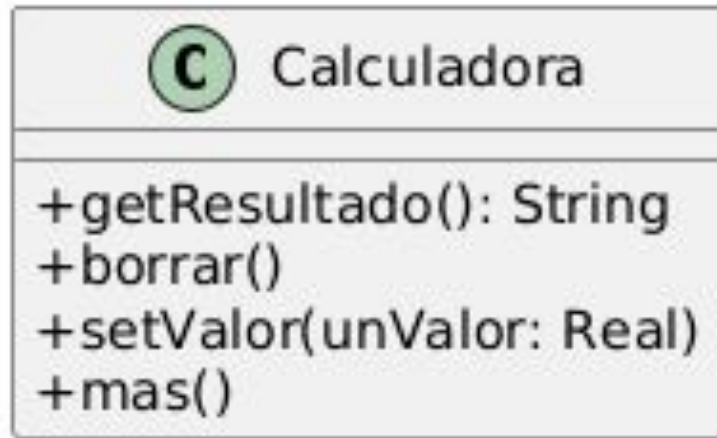 C Calculadora
+getResultado(): String
+borrar()
+setValor(unValor: Real)
+mas()